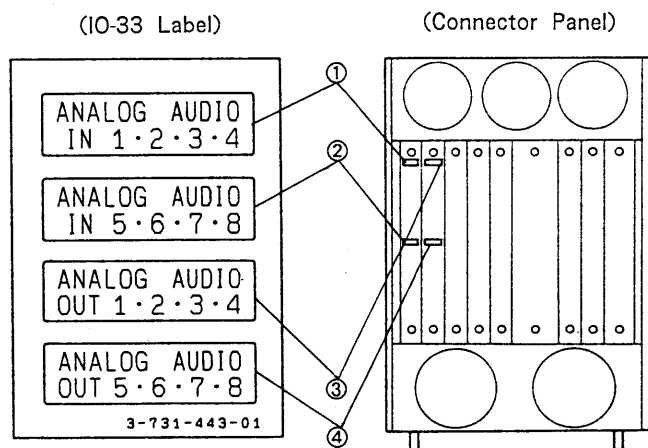 (IO-33 Label)
(Connector Panel)
ANALOG AUDIO
IN 1·2·3·4
ANALOG AUDIO
IN 5·6·7·8
ANALOG AUDIO
OUT 1·2·3·4
ANALOG AUDIO
OUT 5·6·7·8
3-731-443-01
①
②
③
④